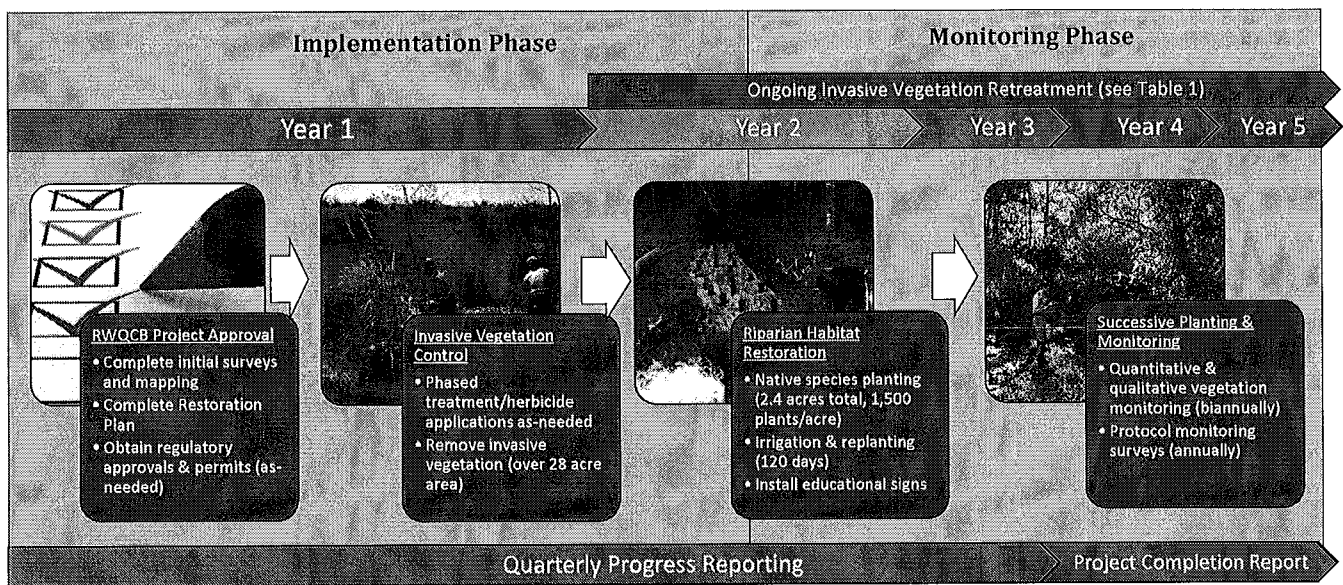 Implementation Phase
Monitoring Phase
Ongoing Invasive Vegetation Retreatment (see Table 1)
Year 1
Year 2
Year 3
Year 4
Year 5
RWQCB Project Approval
• Complete initial surveys
and mapping
• Complete Restoration
Plan
• Obtain regulatory
approvals & permits (as-
needed)
Invasive Vegetation
Control
• Phased
treatment/herbicide
applications as-needed
• Remove invasive
vegetation (over 28 acre
area)
Riparian Habitat
Restoration
• Native species planting
(2.4 acres total, 1,500
plants/acre)
• Irrigation & replanting
(120 days)
• Install educational signs
Successive Planting &
Monitoring
• Quantitative &
qualitative vegetation
monitoring (biannually)
• Protocol monitoring
surveys (annually)
Quarterly Progress Reporting
Project Completion Report